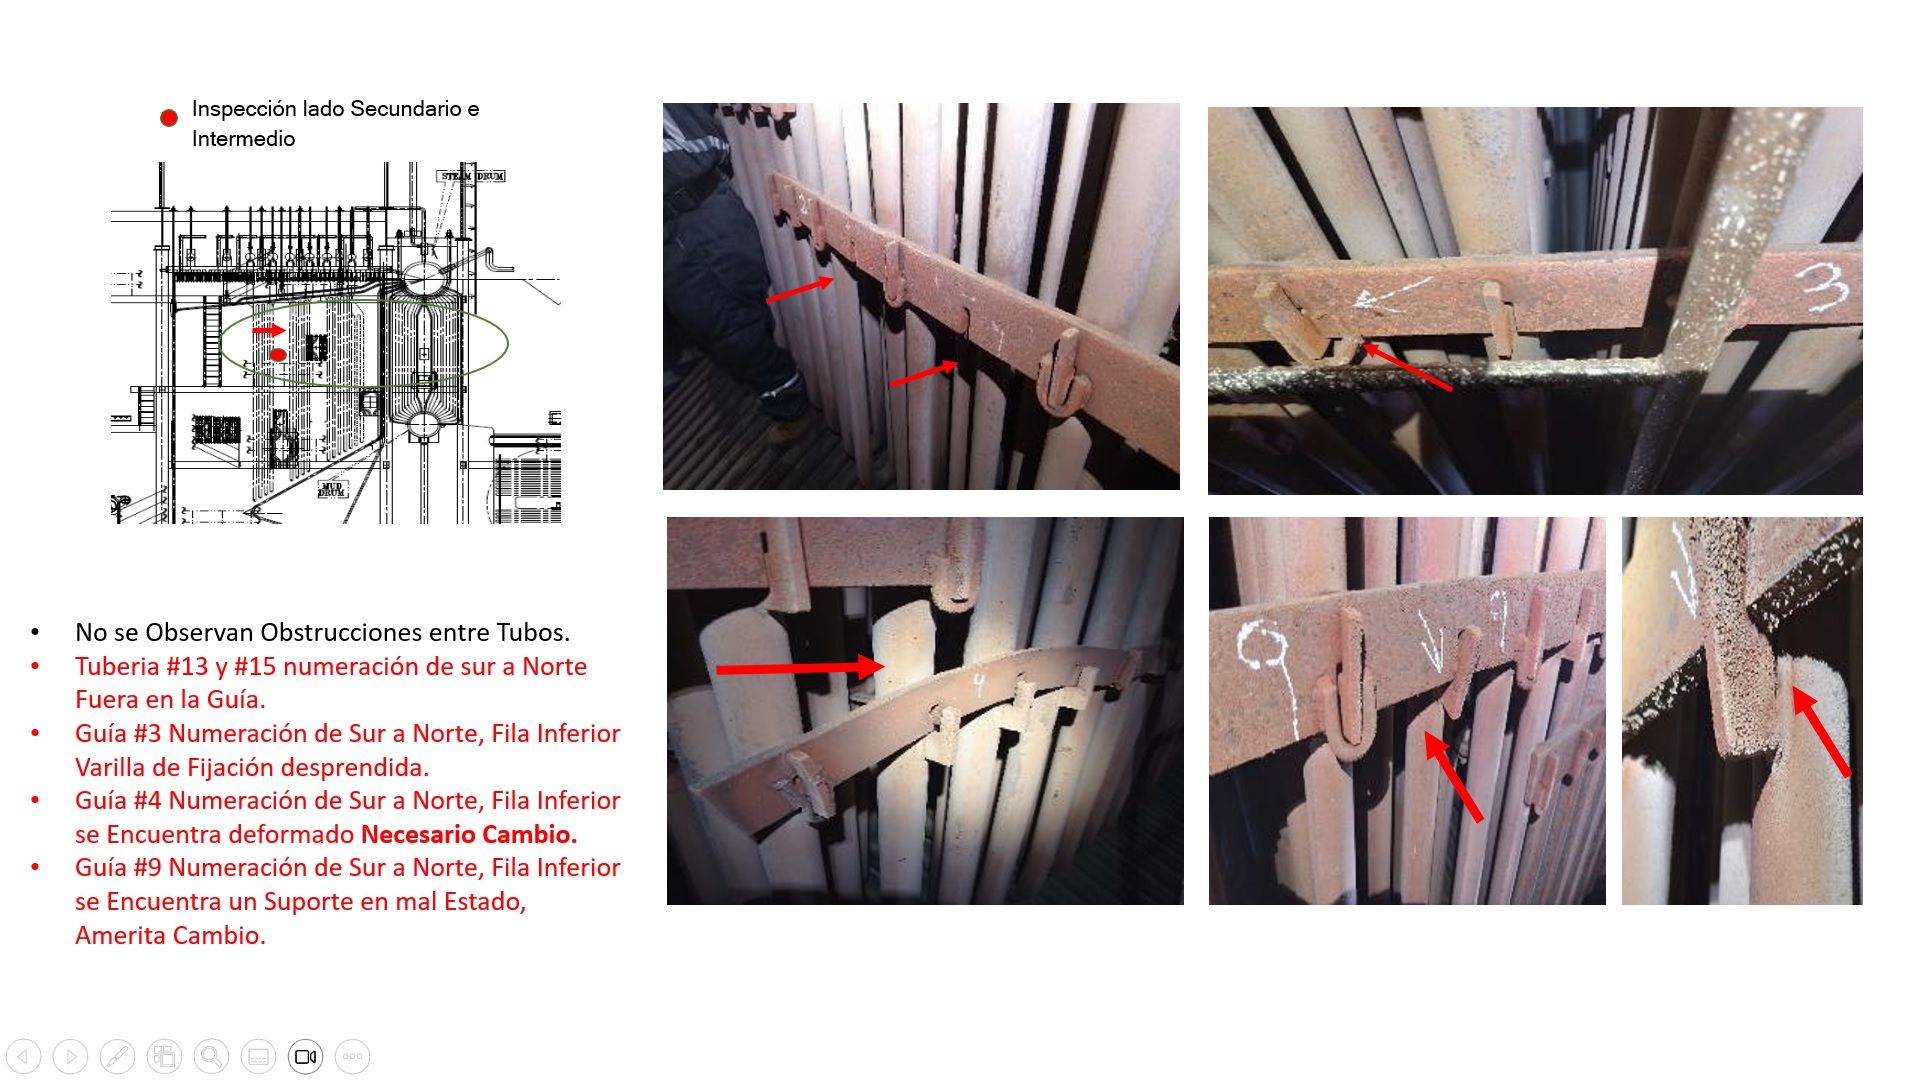 Inspección lado Secundario e
Intermedio
STEAM DRUM
MUD
DRUM
• No se Observan Obstrucciones entre Tubos.
• Tuberia #13 y #15 numeración de sur a Norte
Fuera en la Guía.
• Guía #3 Numeración de Sur a Norte, Fila Inferior
Varilla de Fijación desprendida.
• Guía #4 Numeración de Sur a Norte, Fila Inferior
se Encuentra deformado Necesario Cambio.
• Guía #9 Numeración de Sur a Norte, Fila Inferior
se Encuentra un Suporte en mal Estado,
Amerita Cambio.
3
4
9